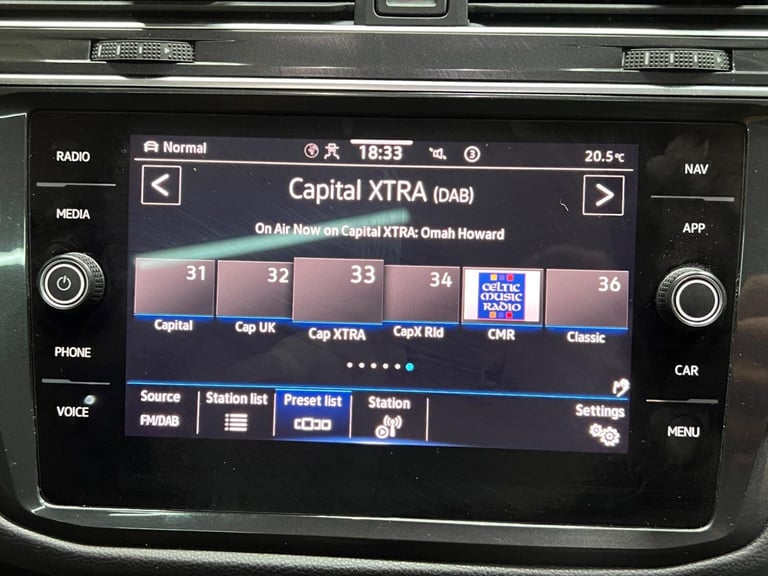 RADIO
MEDIA
PHONE
VOICE
Normal
18:33
3
20.5°C
<
Capital XTRA (DAB)
>
On Air Now on Capital XTRA: Omah Howard
31
32
33
34
CELTIC
MUSIC
RADIO
36
Capital
Cap UK
Cap XTRA
CapX Rld
CMR
Classic
Source
FM/DAB
Station list
Preset list
Station
Settings
NAV
APP
CAR
MENU